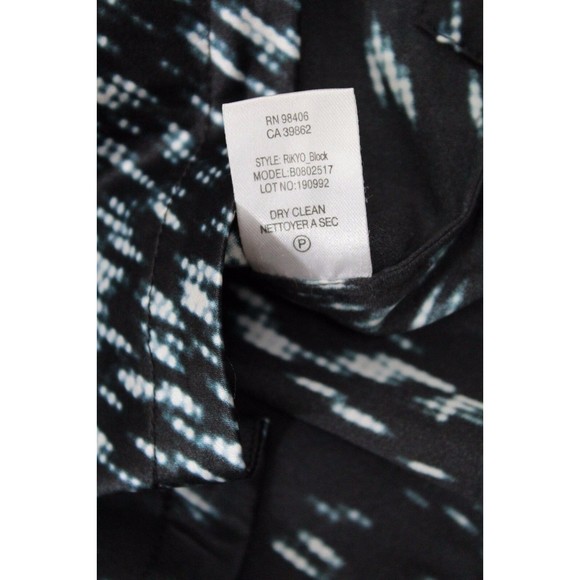 RN 98406
CA 39862
STYLE: RIKYO_Block
MODEL:B0802517
LOT NO:190992
DRY CLEAN
NETTOYER A SEC
P